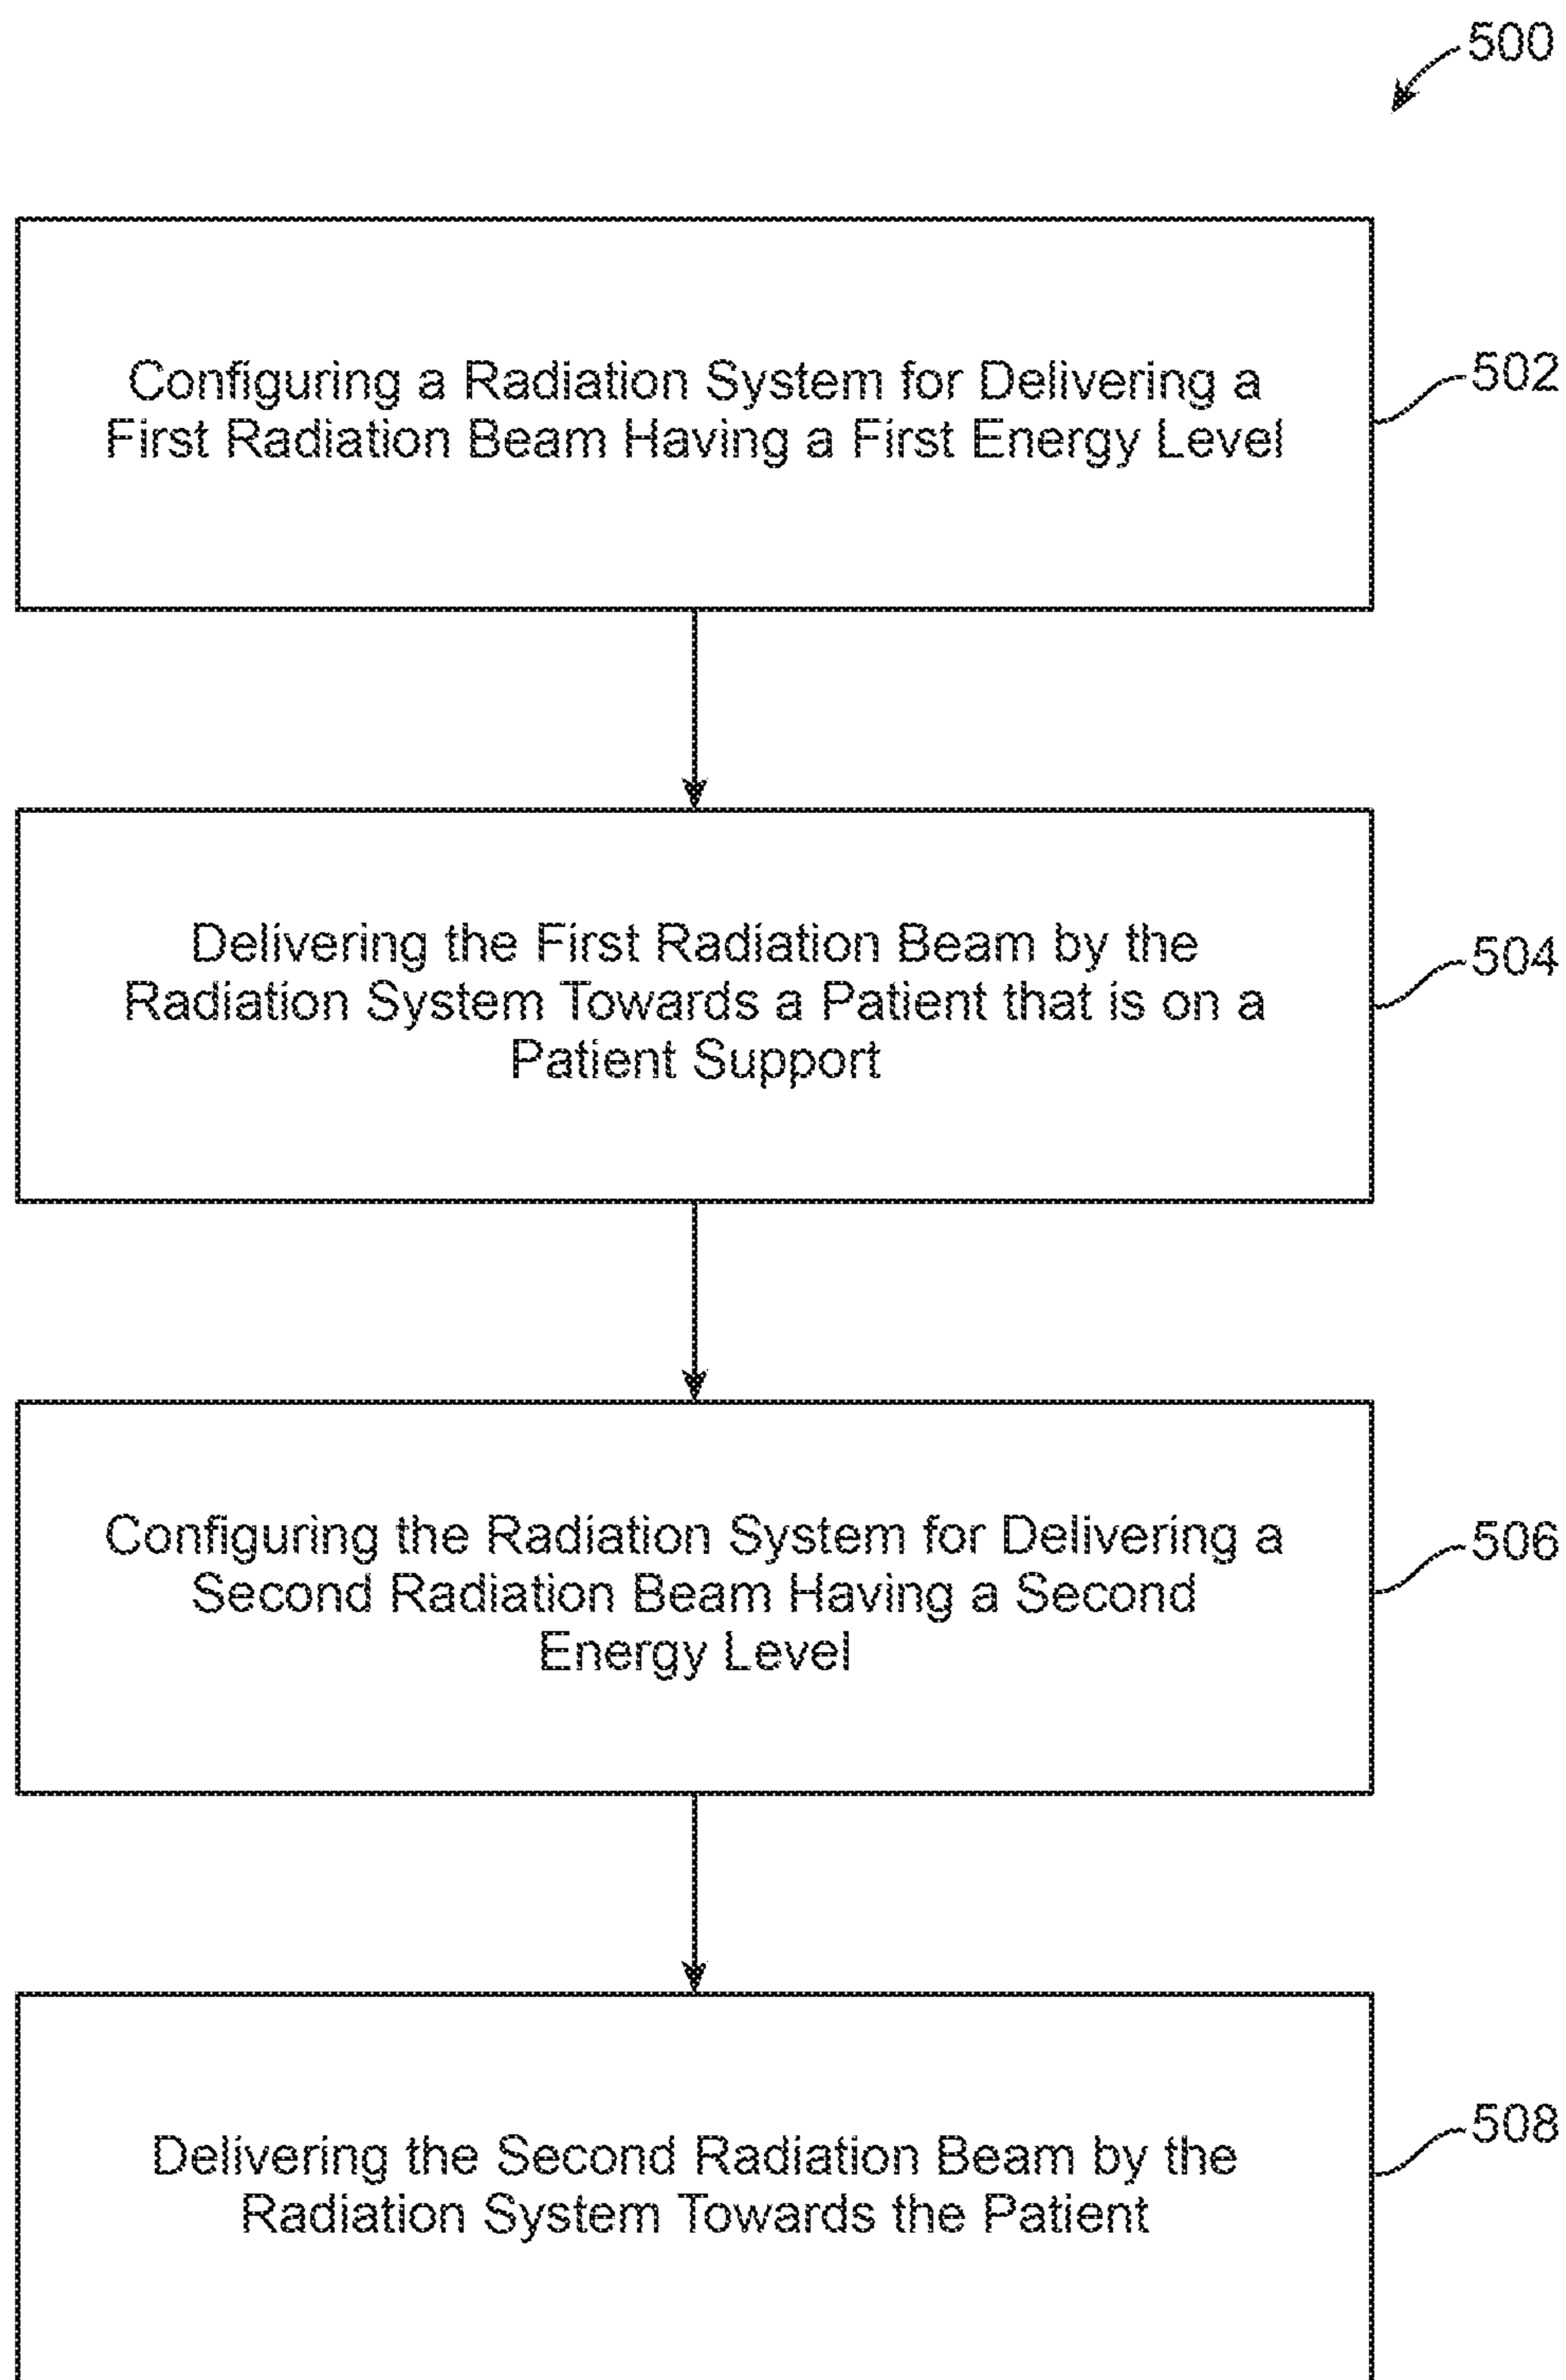 500
Configuring a Radiation System for Delivering a
First Radiation Beam Having a First Energy Level
502
Delivering the First Radiation Beam by the
Radiation System Towards a Patient that is on a
Patient Support
504
Configuring the Radiation System for Delivering a
Second Radiation Beam Having a Second
Energy Level
506
Delivering the Second Radiation Beam by the
Radiation System Towards the Patient
508